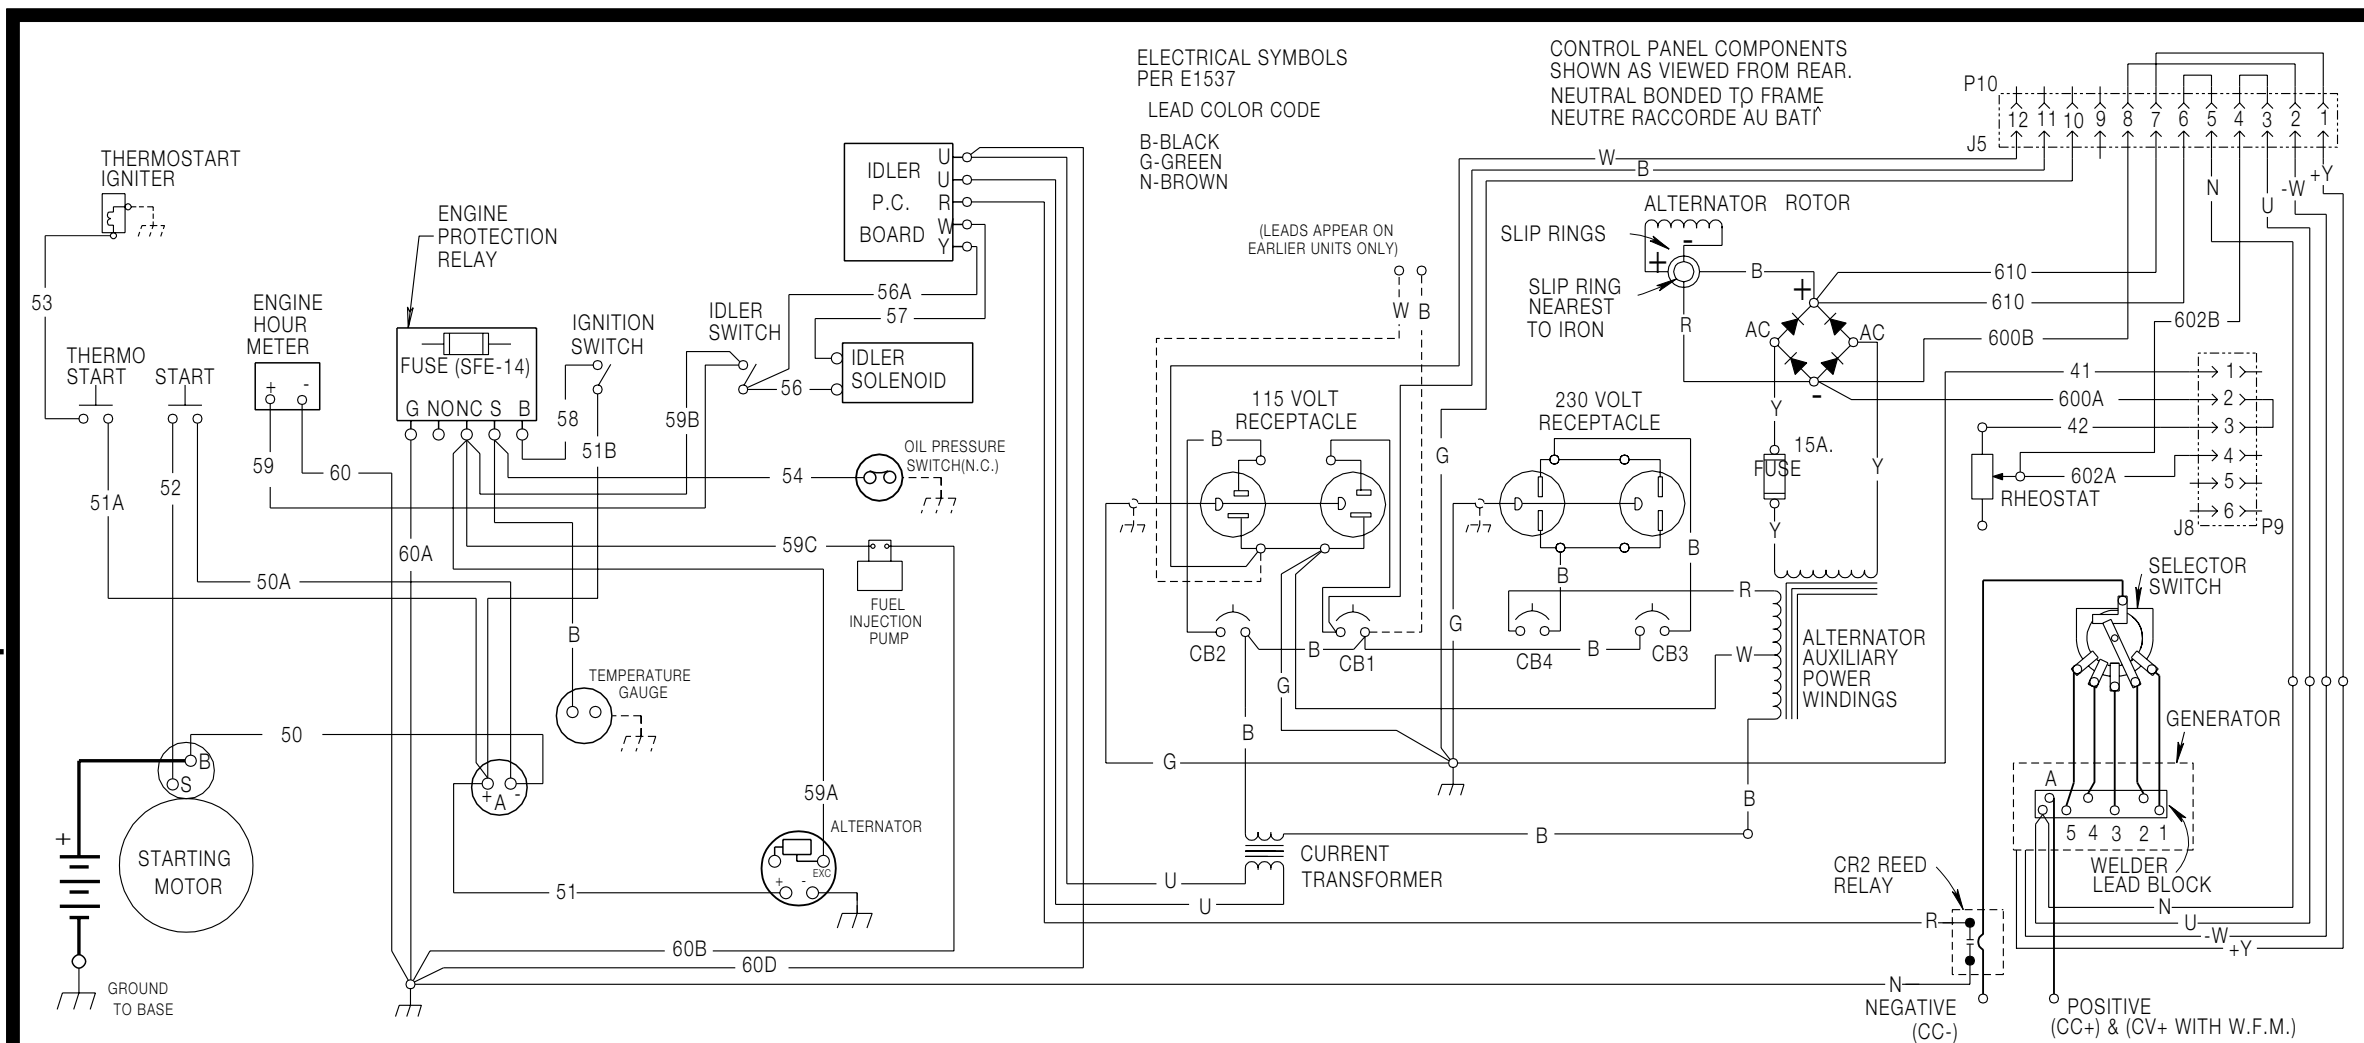 ELECTRICAL SYMBOLS
PER E1537
LEAD COLOR CODE
B-BLACK
G-GREEN
N-BROWN
CONTROL PANEL COMPONENTS
SHOWN AS VIEWED FROM REAR.
NEUTRAL BONDED TO FRAME
NEUTRE RACCORDE AU BATI
P10
12 11 10 9 8 7 6 5 4 3 2 1
J5
W
B
N
U
-W
+Y
THERMOSTART
IGNITER
53
THERMO
START
START
51A
52
ENGINE
HOUR
METER
+ -
59
60
ENGINE
PROTECTION
RELAY
FUSE (SFE-14)
G NO NC S B
IGNITION
SWITCH
58
51B
IDLER
SWITCH
59B
56
IDLER
P.C.
BOARD
U
U
R
W
Y
56A
57
IDLER
SOLENOID
OIL PRESSURE
SWITCH(N.C.)
54
60A
59C
FUEL
INJECTION
PUMP
50A
B
TEMPERATURE
GAUGE
50
B
S
STARTING
MOTOR
+
GROUND
TO BASE
+ A -
51
59A
ALTERNATOR
EXC
+ -
60B
60D
(LEADS APPEAR ON
EARLIER UNITS ONLY)
W B
115 VOLT
RECEPTACLE
B
G
230 VOLT
RECEPTACLE
B
B
G
CB2
B
CB1
CB4
B
CB3
G
G
B
B
B
U
U
CURRENT
TRANSFORMER
ALTERNATOR ROTOR
SLIP RINGS
-
+
SLIP RING
NEAREST
TO IRON
B
R
+
AC
AC
-
Y
15A.
FUSE
Y
Y
R
W
ALTERNATOR
AUXILIARY
POWER
WINDINGS
610
610
602B
600B
41
600A
42
602A
RHEOSTAT
1
2
3
4
5
6
J8
P9
SELECTOR
SWITCH
GENERATOR
A
5 4 3 2 1
WELDER
LEAD BLOCK
N
U
-W
+Y
CR2 REED
RELAY
R
N
NEGATIVE
(CC-)
POSITIVE
(CC+) & (CV+ WITH W.F.M.)